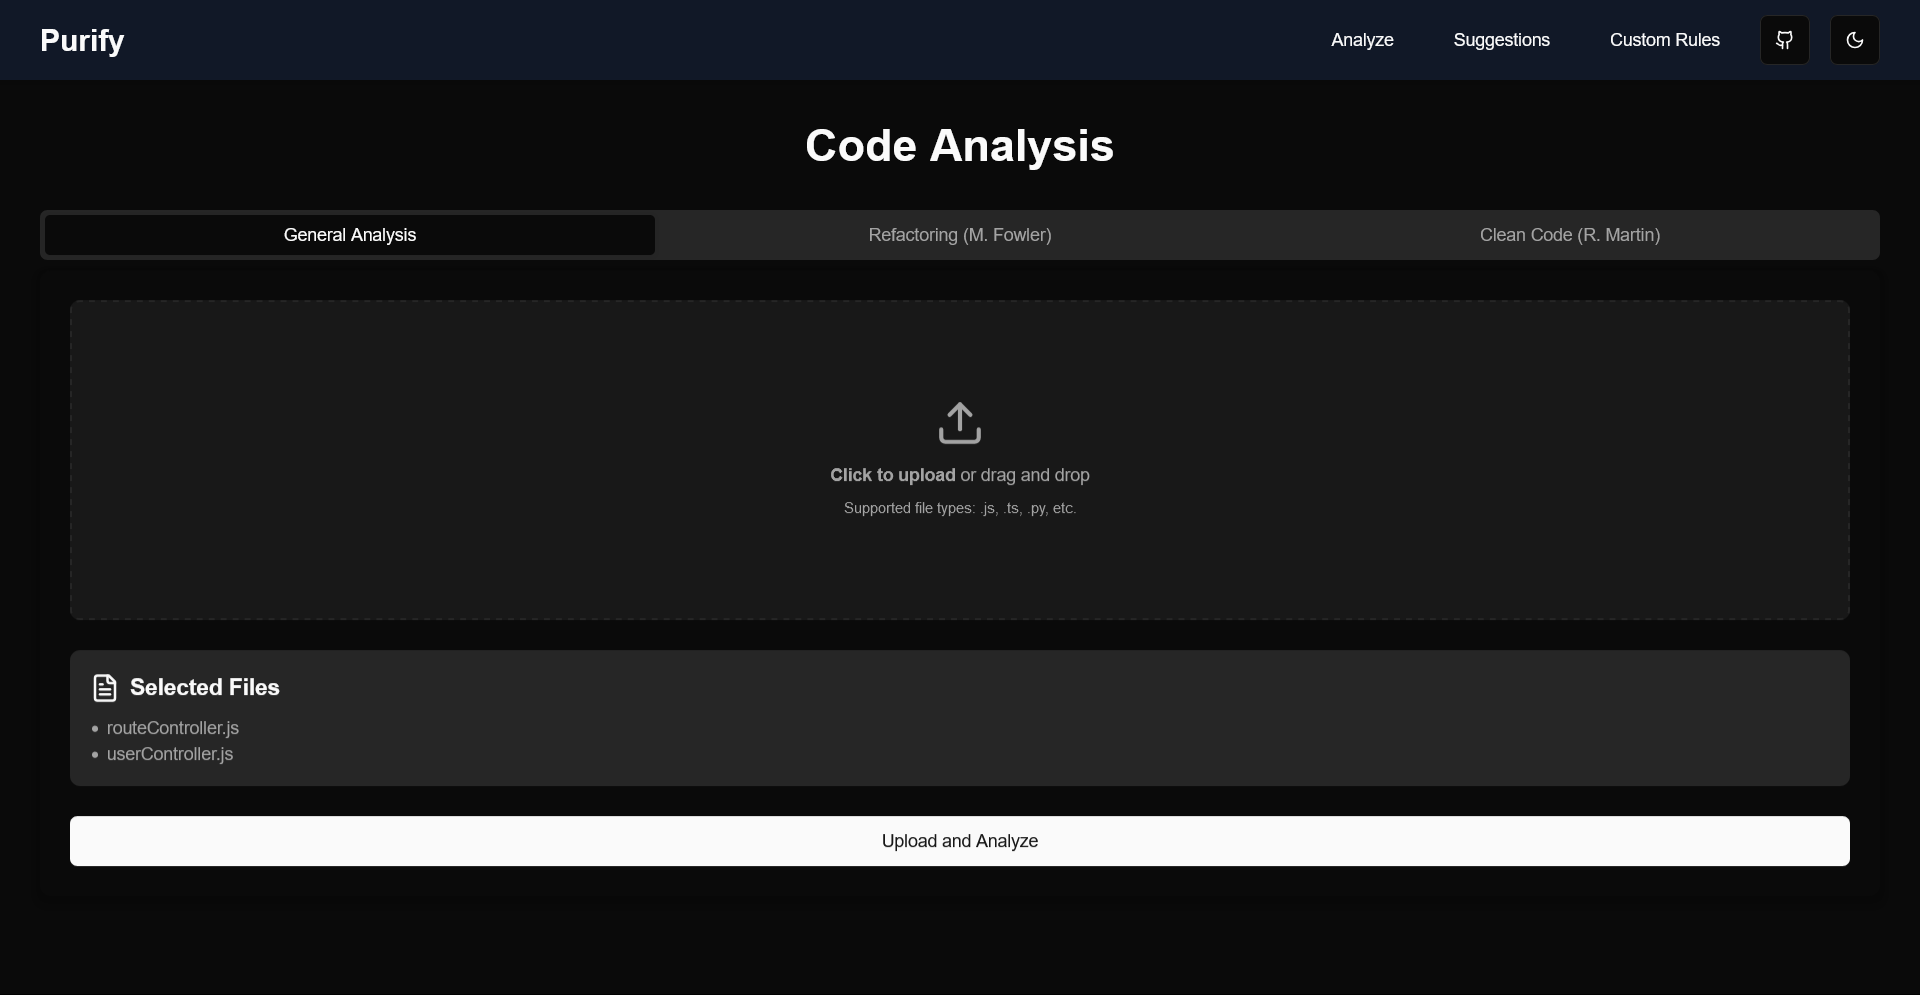 Purify
Analyze
Suggestions
Custom Rules
Code Analysis
General Analysis
Refactoring (M. Fowler)
Clean Code (R. Martin)
Click to upload or drag and drop
Supported file types: .js, .ts, .py, etc.
Selected Files
routeController.js
userController.js
Upload and Analyze